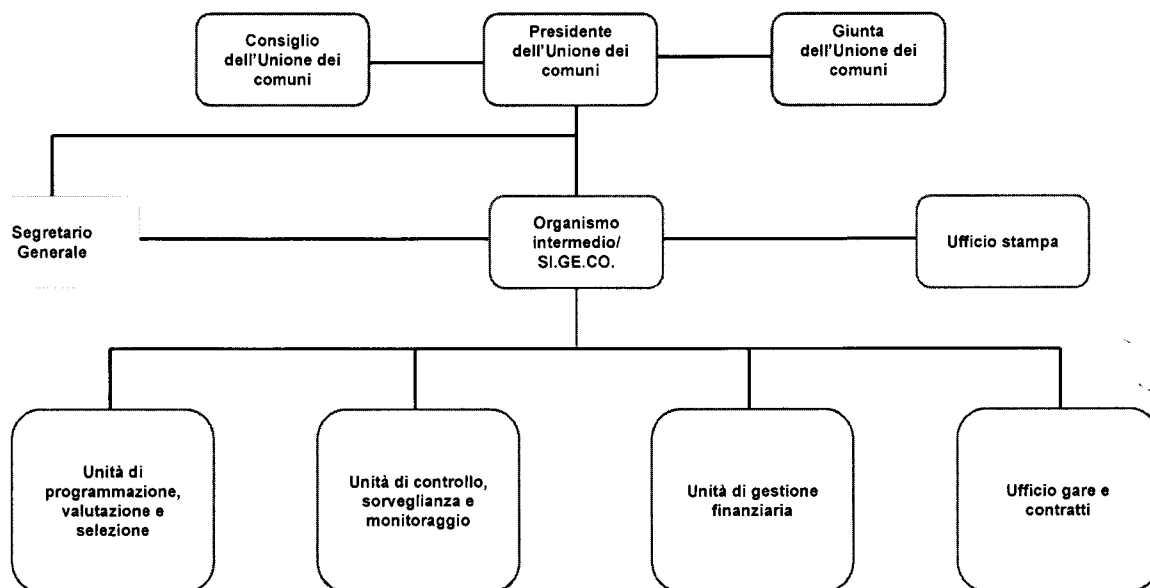 Consiglio
dell'Unione dei
comuni
Presidente
dell'Unione dei
comuni
Giunta
dell'Unione dei
comuni
Segretario
Generale
Organismo
intermedio/
SI.GE.CO.
Ufficio stampa
Unità di
programmazione,
valutazione e
selezione
Unità di controllo,
sorveglianza e
monitoraggio
Unità di gestione
finanziaria
Ufficio gare e
contratti